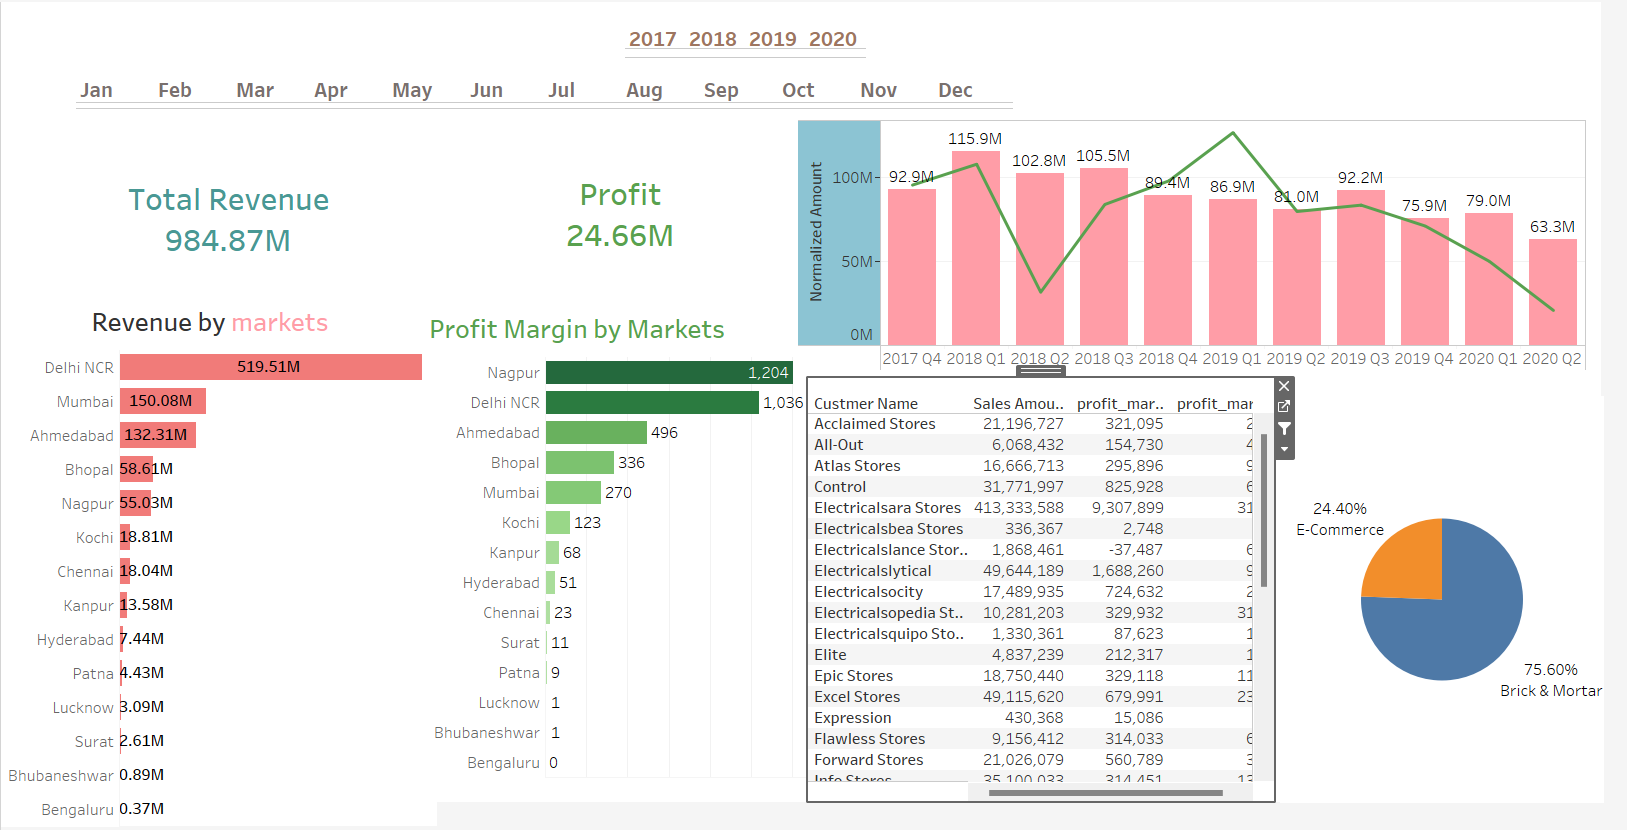 2017 2018 2019 2020
Jan Feb Mar Apr May Jun Jul Aug Sep Oct Nov Dec
Total Revenue
984.87M
Profit
24.66M
Normalized Amount
100M
50M
0M
92.9M
115.9M
102.8M
105.5M
89.4M
86.9M
81.0M
92.2M
75.9M
79.0M
63.3M
2017 Q4 2018 Q1 2018 Q2 2018 Q3 2018 Q4 2019 Q1 2019 Q2 2019 Q3 2019 Q4 2020 Q1 2020 Q2
Revenue by markets
Delhi NCR 519.51M
Mumbai 150.08M
Ahmedabad 132.31M
Bhopal 58.61M
Nagpur 55.03M
Kochi 18.81M
Chennai 18.04M
Kanpur 13.58M
Hyderabad 7.44M
Patna 4.43M
Lucknow 3.09M
Surat 2.61M
Bhubaneshwar 0.89M
Bengaluru 0.37M
Profit Margin by Markets
Nagpur 1,204
Delhi NCR 1,036
Ahmedabad 496
Bhopal 336
Mumbai 270
Kochi 123
Kanpur 68
Hyderabad 51
Chennai 23
Surat 11
Patna 9
Lucknow 1
Bhubaneshwar 1
Bengaluru 0
Custmer Name Sales Amou.. profit_mar.. profit_mar
Acclaimed Stores 21,196,727 321,095 2
All-Out 6,068,432 154,730 4
Atlas Stores 16,666,713 295,896 9
Control 31,771,997 825,928 6
Electricalsara Stores 413,333,588 9,307,899 31
Electricalsbea Stores 336,367 2,748
Electricalslance Stor.. 1,868,461 -37,487 6
Electricalslytical 49,644,189 1,688,260 9
Electricalsocity 17,489,935 724,632 2
Electricalsopedia St.. 10,281,203 329,932 31
Electricalsquipo Sto.. 1,330,361 87,623 1
Elite 4,837,239 212,317 1
Epic Stores 18,750,440 329,118 11
Excel Stores 49,115,620 679,991 23
Expression 430,368 15,086
Flawless Stores 9,156,412 314,033 6
Forward Stores 21,026,079 560,789 3
Info Stores 35,100,033 314,451 13
24.40%
E-Commerce
75.60%
Brick & Mortar